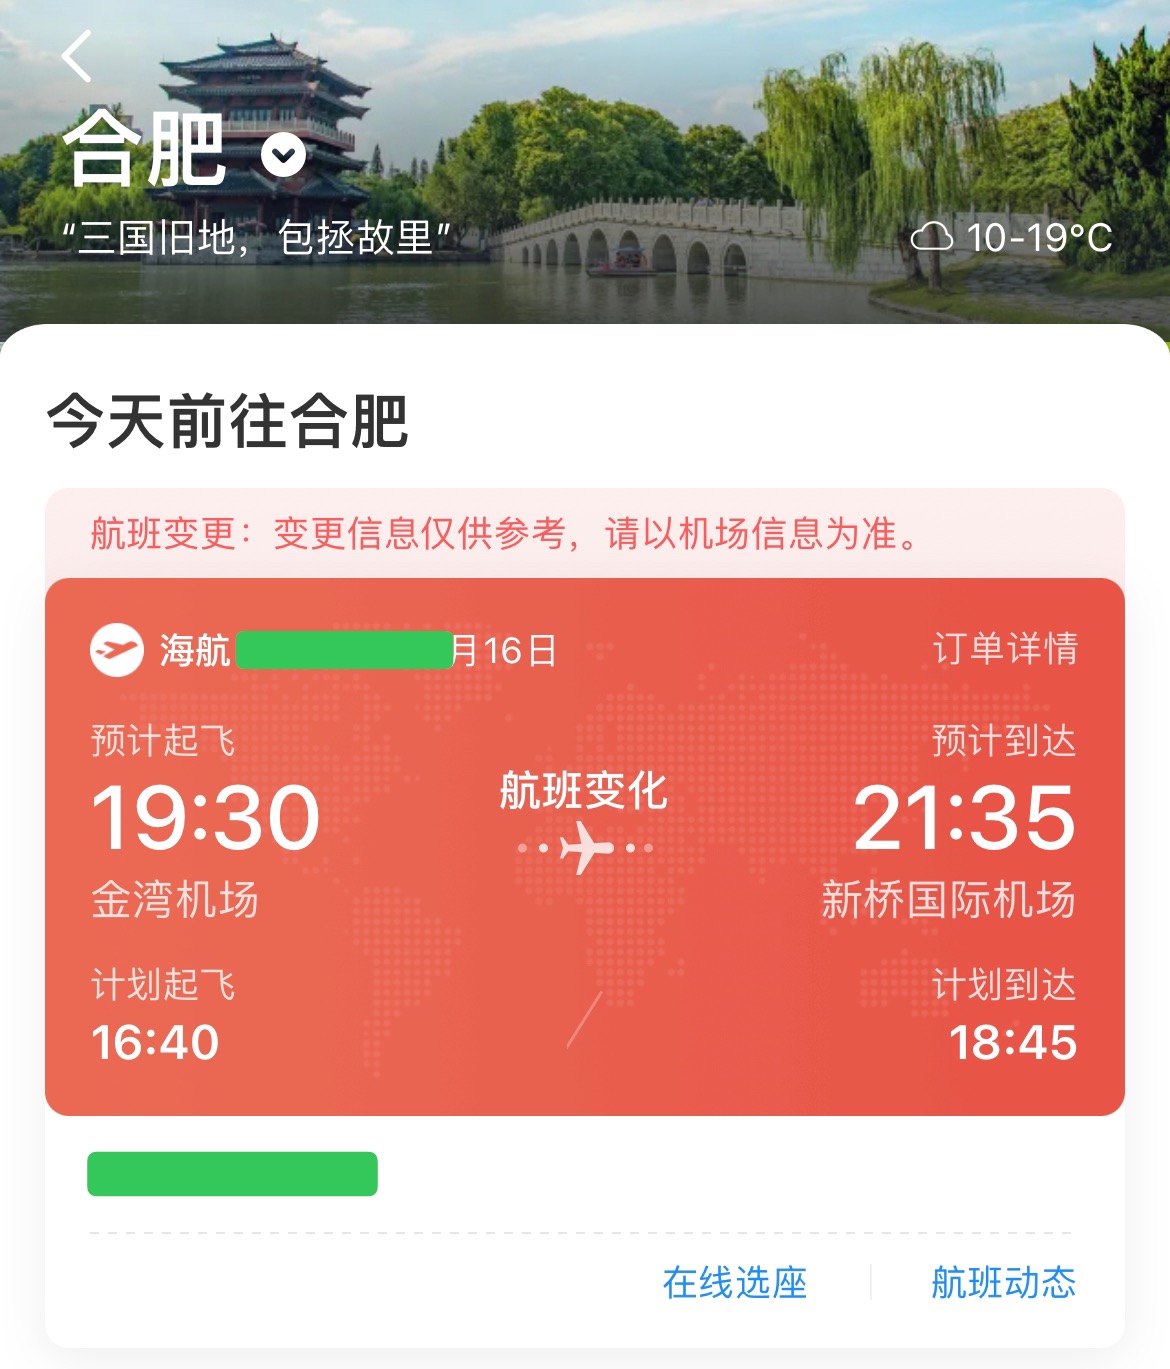 合肥
“三国旧地，包拯故里”
10-19°C
今天前往合肥
航班变更：变更信息仅供参考，请以机场信息为准。
海航 月16日 订单详情
预计起飞 预计到达
19:30 航班变化 21:35
金湾机场 新桥国际机场
计划起飞 计划到达
16:40 18:45
在线选座 航班动态